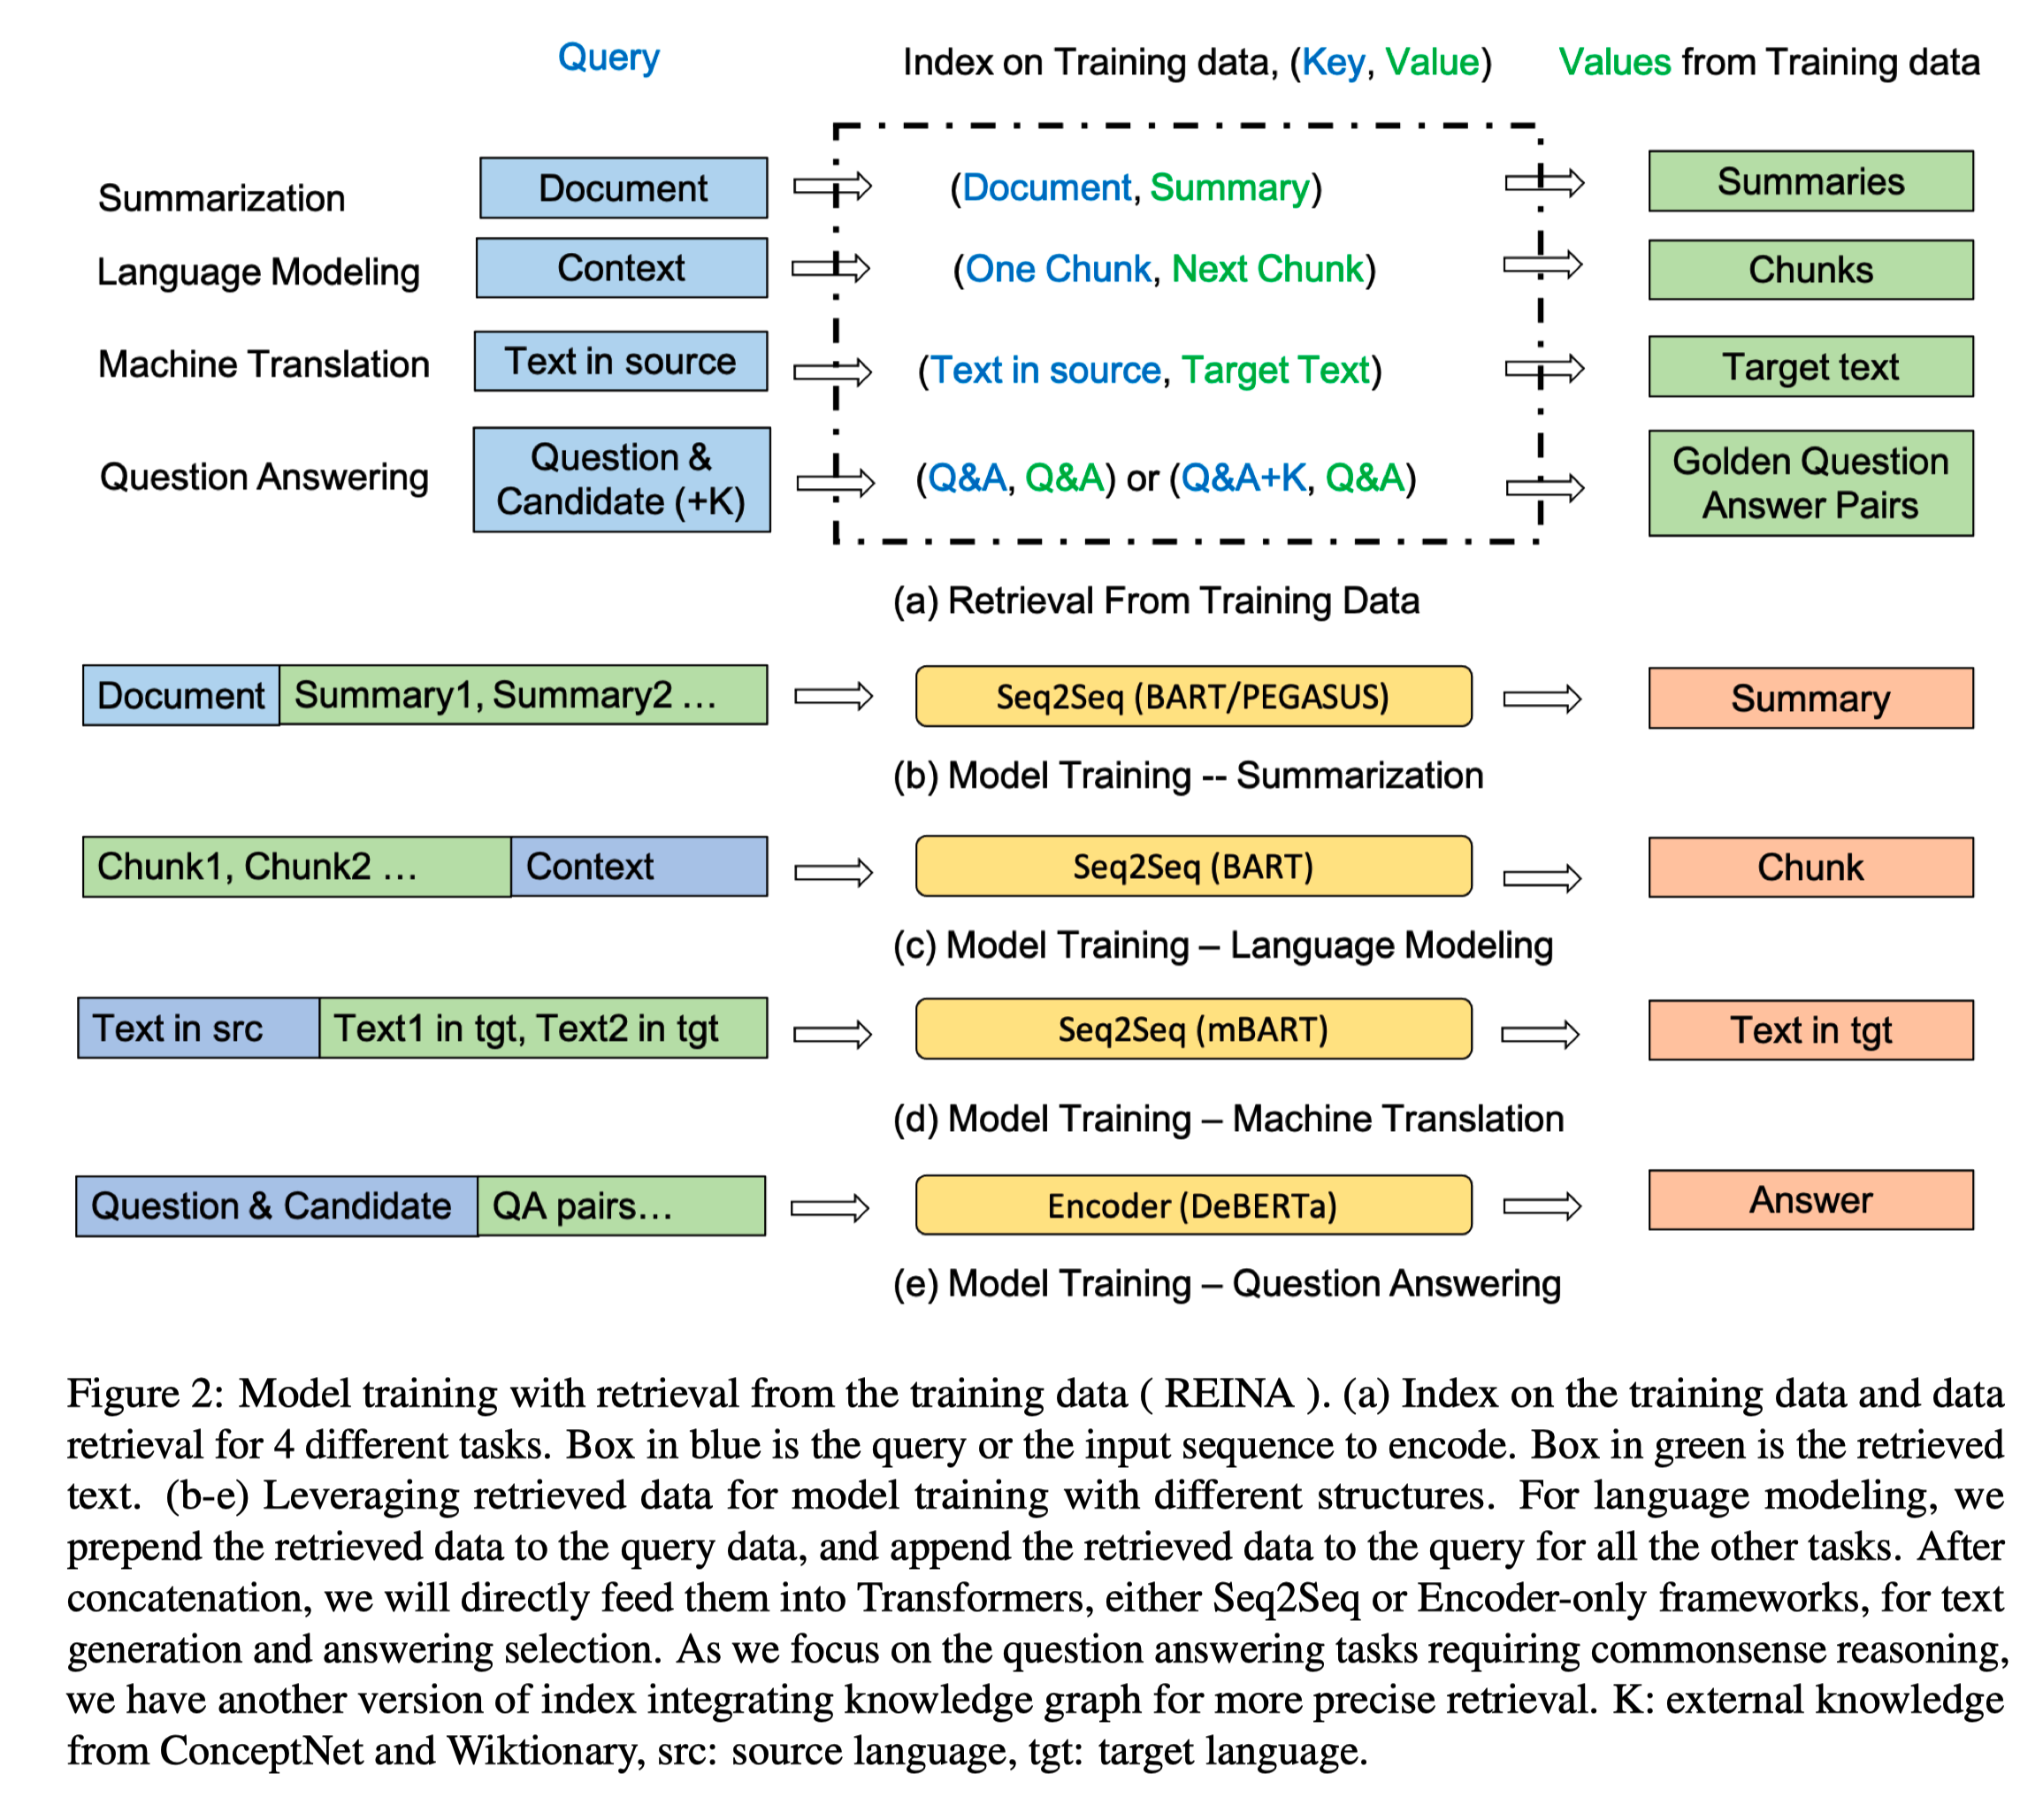 Query Index on Training data, (Key, Value) Values from Training data
Summarization Document (Document, Summary) Summaries
Language Modeling Context (One Chunk, Next Chunk) Chunks
Machine Translation Text in source (Text in source, Target Text) Target text
Question Answering Question & Candidate (+K) (Q&A, Q&A) or (Q&A+K, Q&A) Golden Question Answer Pairs
(a) Retrieval From Training Data
Document Summary1, Summary2 ... Seq2Seq (BART/PEGASUS) Summary
(b) Model Training -- Summarization
Chunk1, Chunk2 ... Context Seq2Seq (BART) Chunk
(c) Model Training – Language Modeling
Text in src Text1 in tgt, Text2 in tgt Seq2Seq (mBART) Text in tgt
(d) Model Training – Machine Translation
Question & Candidate QA pairs... Encoder (DeBERTa) Answer
(e) Model Training – Question Answering
Figure 2: Model training with retrieval from the training data ( REINA ). (a) Index on the training data and data
retrieval for 4 different tasks. Box in blue is the query or the input sequence to encode. Box in green is the retrieved
text. (b-e) Leveraging retrieved data for model training with different structures. For language modeling, we
prepend the retrieved data to the query data, and append the retrieved data to the query for all the other tasks. After
concatenation, we will directly feed them into Transformers, either Seq2Seq or Encoder-only frameworks, for text
generation and answering selection. As we focus on the question answering tasks requiring commonsense reasoning,
we have another version of index integrating knowledge graph for more precise retrieval. K: external knowledge
from ConceptNet and Wiktionary, src: source language, tgt: target language.